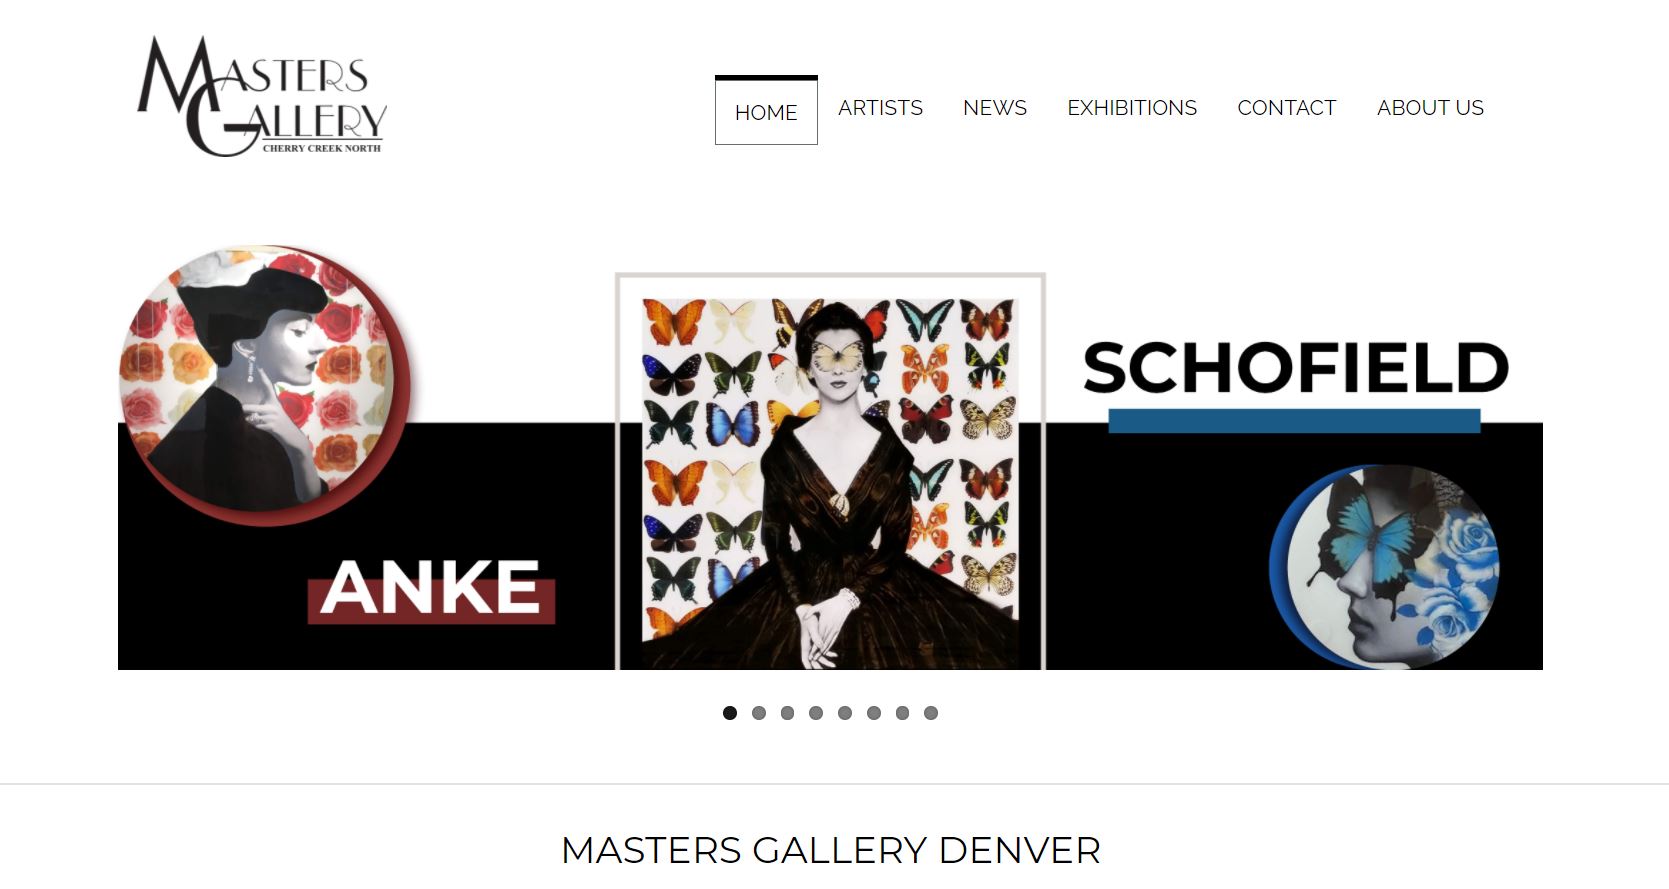 MASTERS
GALLERY
CHERRY CREEK NORTH
HOME
ARTISTS
NEWS
EXHIBITIONS
CONTACT
ABOUT US
SCHOFIELD
ANKE
MASTERS GALLERY DENVER